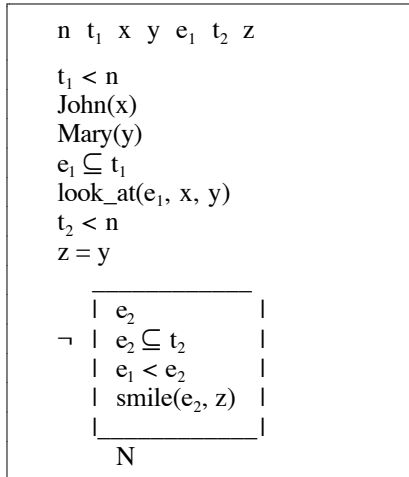 n t₁ x y e₁ t₂ z
t₁ < n
John(x)
Mary(y)
e₁ ⊆ t₁
look_at(e₁, x, y)
t₂ < n
z = y
e₂
¬ e₂ ⊆ t₂
e₁ < e₂
smile(e₂, z)
N